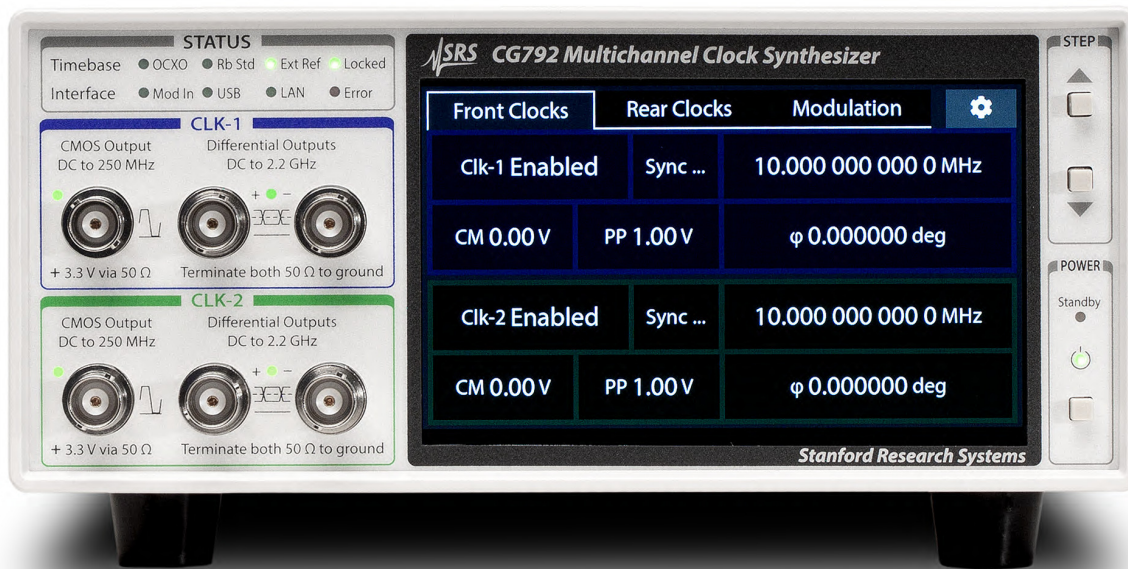 STATUS
Timebase OCXO Rb Std Ext Ref Locked
Interface Mod In USB LAN Error
CLK-1
CMOS Output Differential Outputs
DC to 250 MHz DC to 2.2 GHz
+ −
+ 3.3 V via 50 Ω Terminate both 50 Ω to ground
CLK-2
CMOS Output Differential Outputs
DC to 250 MHz DC to 2.2 GHz
+ −
+ 3.3 V via 50 Ω Terminate both 50 Ω to ground
SRS CG792 Multichannel Clock Synthesizer
Front Clocks Rear Clocks Modulation
Clk-1 Enabled Sync ... 10.000 000 000 0 MHz
CM 0.00 V PP 1.00 V φ 0.000000 deg
Clk-2 Enabled Sync ... 10.000 000 000 0 MHz
CM 0.00 V PP 1.00 V φ 0.000000 deg
Stanford Research Systems
STEP
POWER
Standby